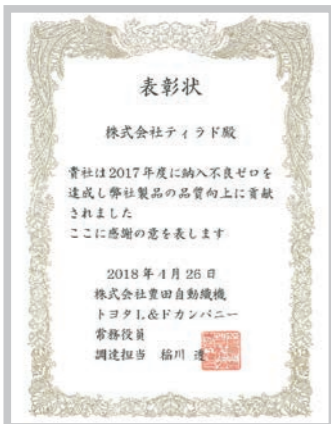 表彰状
株式会社ティラド殿
貴社は2017年度に納入不良ゼロを
達成し弊社製品の品質向上に貢献
されました
ここに感謝の意を表します
2018年4月26日
株式会社豊田自動織機
トヨタL&Fカンパニー
常務役員
調達担当 稲川 透